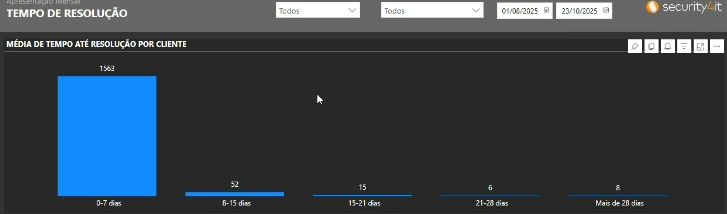 Apresentação Mensal
TEMPO DE RESOLUÇÃO
Todos
Todos
01/08/2025
23/10/2025
security4it
MÉDIA DE TEMPO ATÉ RESOLUÇÃO POR CLIENTE
1563
52
15
6
8
0-7 dias
8-15 dias
15-21 dias
21-28 dias
Mais de 28 dias